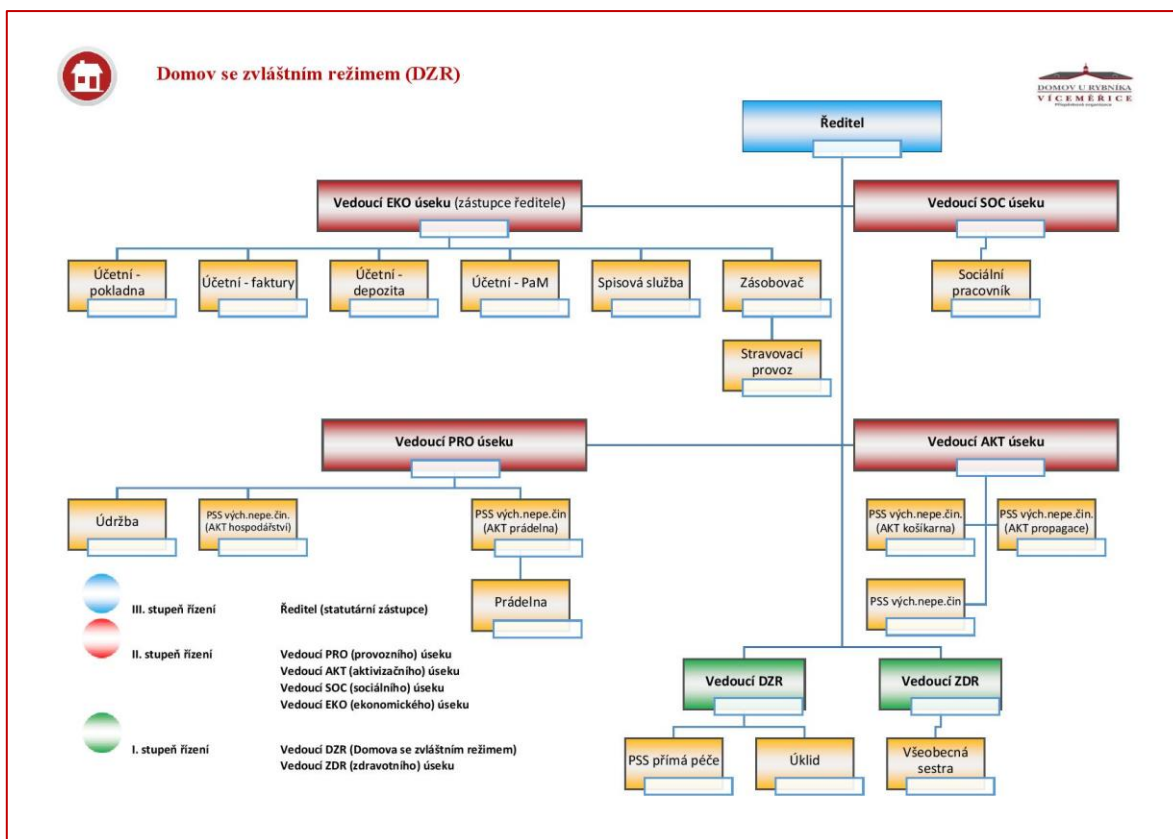 Domov se zvláštním režimem (DZR)
DOMOV U RYBNÍKA
VÍCEMĚŘICE
Ředitel
Vedoucí EKO úseku (zástupce ředitele)
Vedoucí SOC úseku
Účetní -
pokladna
Účetní - faktury
Účetní -
depozita
Účetní - PaM
Spisová služba
Zásobovač
Sociální
pracovník
Stravovací
provoz
Vedoucí PRO úseku
Vedoucí AKT úseku
Údržba
PSS vých.nepe.čin.
(AKT hospodářství)
PSS vých.nepe.čin
(AKT prádelna)
PSS vých.nepe.čin.
(AKT košíkarna)
PSS vých.nepe.čin.
(AKT propagace)
Prádelna
PSS vých.nepe.čin
III. stupeň řízení Ředitel (statutární zástupce)
II. stupeň řízení Vedoucí PRO (provozního) úseku
Vedoucí AKT (aktivizačního) úseku
Vedoucí SOC (sociálního) úseku
Vedoucí EKO (ekonomického) úseku
I. stupeň řízení Vedoucí DZR (Domova se zvláštním režimem)
Vedoucí ZDR (zdravotního) úseku
Vedoucí DZR
Vedoucí ZDR
PSS přímá péče
Úklid
Všeobecná
sestra